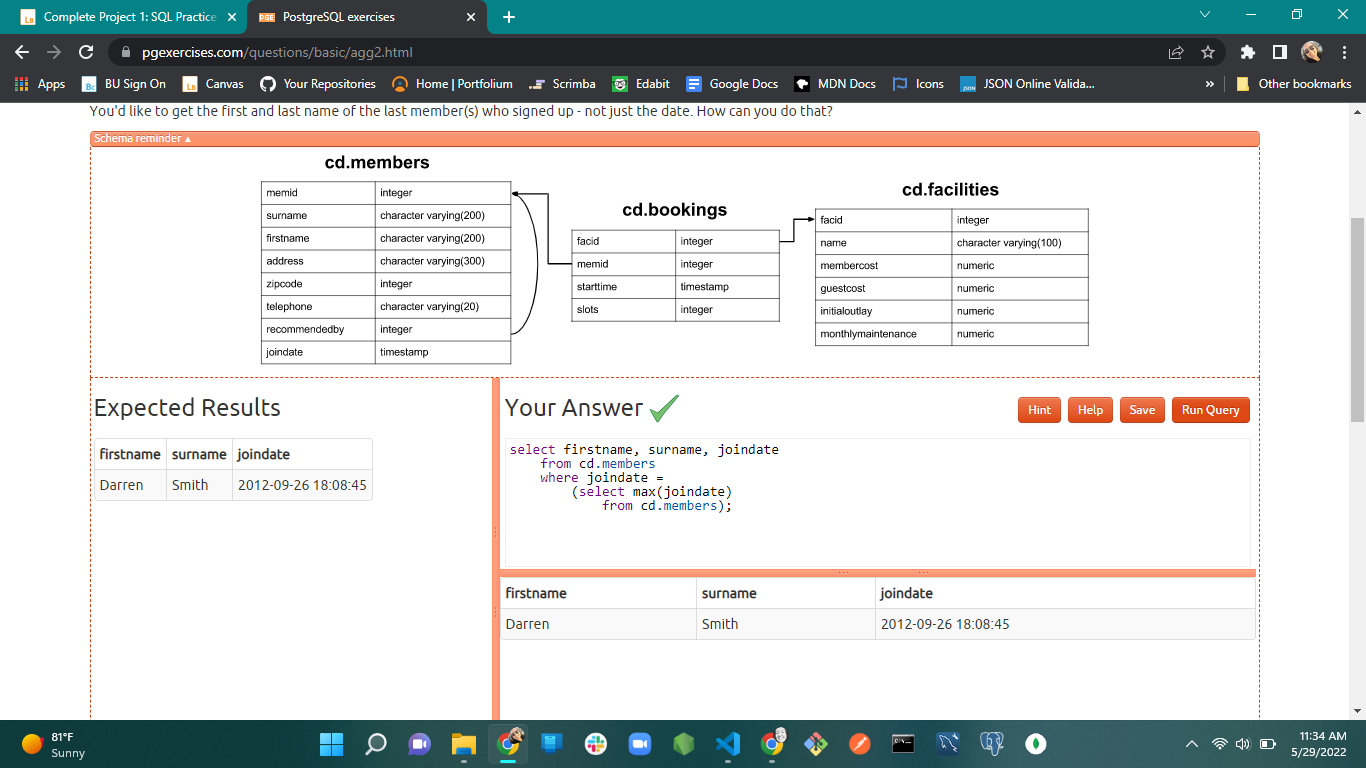 Complete Project 1: SQL Practice
PostgreSQL exercises
pgexercises.com/questions/basic/agg2.html
Apps
BU Sign On
Canvas
Your Repositories
Home | Portfolium
Scrimba
Edabit
Google Docs
MDN Docs
Icons
JSON Online Valida...
»
Other bookmarks
You'd like to get the first and last name of the last member(s) who signed up - not just the date. How can you do that?
Schema reminder ▲
cd.members
memid integer
surname character varying(200)
firstname character varying(200)
address character varying(300)
zipcode integer
telephone character varying(20)
recommendedby integer
joindate timestamp
cd.bookings
facid integer
memid integer
starttime timestamp
slots integer
cd.facilities
facid integer
name character varying(100)
membercost numeric
guestcost numeric
initialoutlay numeric
monthlymaintenance numeric
Expected Results
firstname surname joindate
Darren Smith 2012-09-26 18:08:45
Your Answer
Hint
Help
Save
Run Query
select firstname, surname, joindate
from cd.members
where joindate =
(select max(joindate)
from cd.members);
firstname surname joindate
Darren Smith 2012-09-26 18:08:45
81°F
Sunny
11:34 AM
5/29/2022